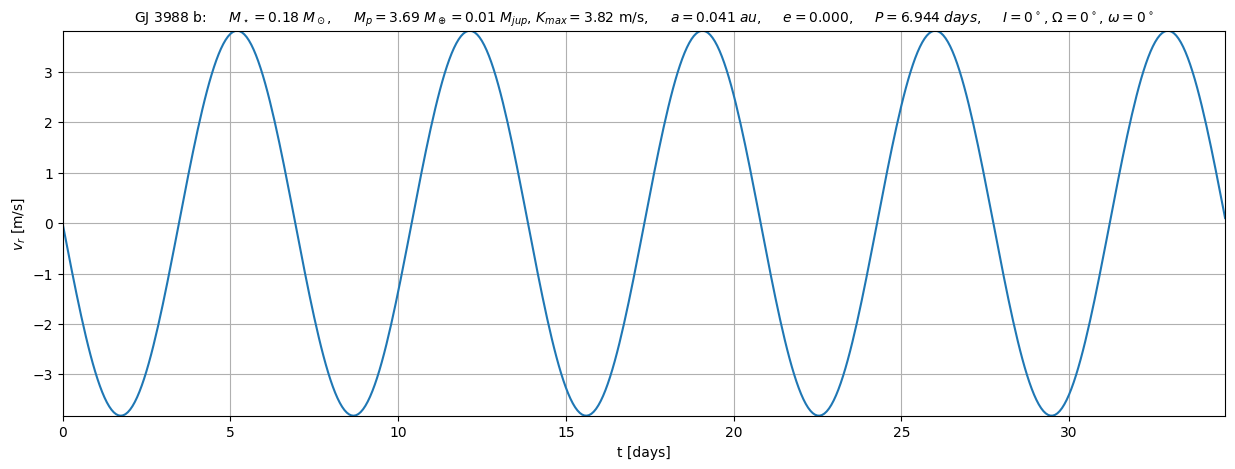 GJ 3988 b: M⋆ = 0.18 M⊙, Mp = 3.69 M⊕ = 0.01 Mjup, Kmax = 3.82 m/s, a = 0.041 au, e = 0.000, P = 6.944 days, I = 0°, Ω = 0°, ω = 0°
3
2
1
0
−1
−2
−3
vr [m/s]
0 5 10 15 20 25 30
t [days]